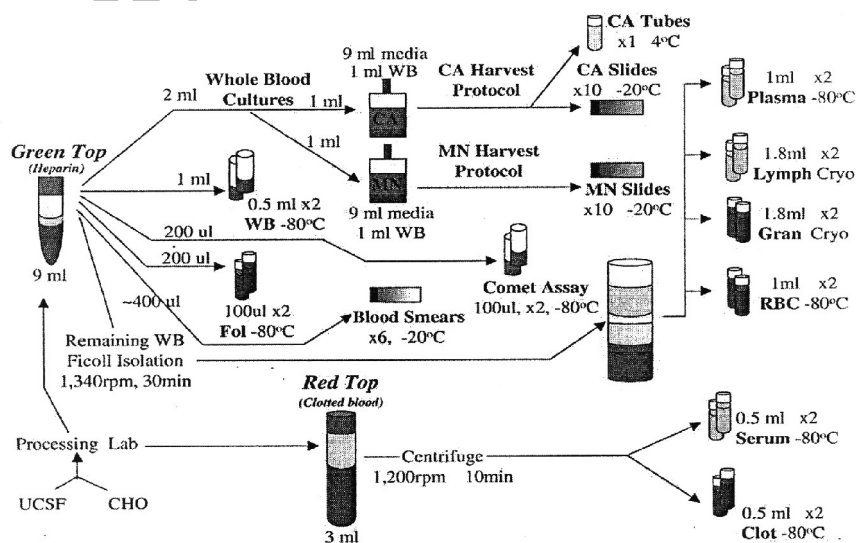 CA Tubes
x1 4°C
9 ml media
1 ml WB
CA Harvest
Protocol
CA Slides
x10 -20°C
1ml x2
Plasma -80°C
Whole Blood
Cultures
2 ml
1 ml
CA
1 ml
Green Top
(Heparin)
9 ml
1 ml
0.5 ml x2
WB -80°C
MN
9 ml media
1 ml WB
MN Harvest
Protocol
MN Slides
x10 -20°C
1.8ml x2
Lymph Cryo
1.8ml x2
Gran Cryo
200 ul
200 ul
100ul x2
Fol -80°C
~400 ul
Blood Smears
x6, -20°C
Comet Assay
100ul, x2, -80°C
1ml x2
RBC -80°C
Remaining WB
Ficoll Isolation
1,340rpm, 30min
Red Top
(Clotted blood)
3 ml
Processing Lab
UCSF CHO
Centrifuge
1,200rpm 10min
0.5 ml x2
Serum -80°C
0.5 ml x2
Clot -80°C